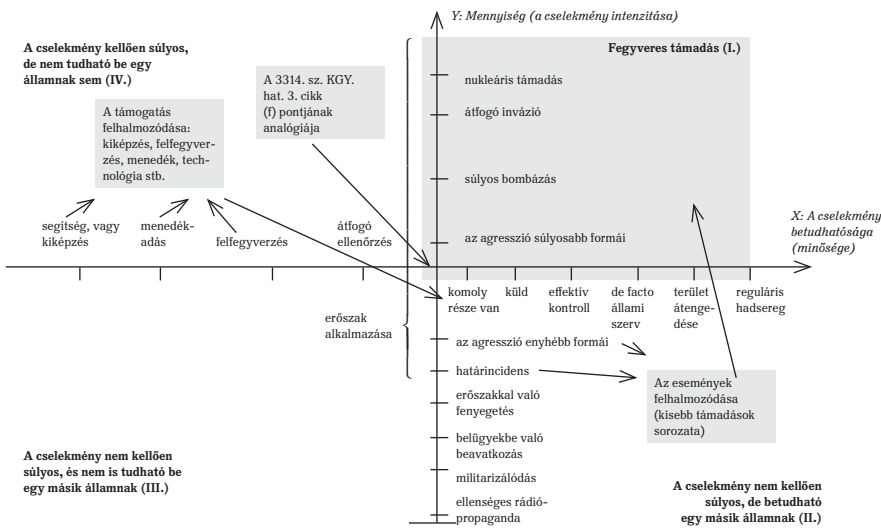 Y: Mennyiség (a cselekmény intenzitása)
A cselekmény kellően súlyos,
de nem tudható be egy
államnak sem (IV.)
Fegyveres támadás (I.)
A 3314. sz. KGY.
hat. 3. cikk
(f) pontjának
analógiája
nukleáris támadás
átfogó invázió
A támogatás
felhalmozódása:
kiképzés, felfegyver-
zés, menedék, tech-
nológia stb.
súlyos bombázás
segítség, vagy
kiképzés
menedék-
adás
felfegyverzés
átfogó
ellenőrzés
az agresszió súlyosabb formái
X: A cselekmény
betudhatósága
(minősége)
komoly
része van
küld
effektív
kontroll
de facto
állami
szerv
terület
átenge-
dése
reguláris
hadsereg
erőszak
alkalmazása
az agresszió enyhébb formái
határincidens
erőszakkal való
fenyegetés
Az események
felhalmozódása
(kisebb támadások
sorozata)
belügyekbe való
beavatkozás
militarizálódás
ellenséges rádió-
propaganda
A cselekmény nem kellően
súlyos, és nem is tudható be
egy másik államnak (III.)
A cselekmény nem kellően
súlyos, de betudható
egy másik államnak (II.)